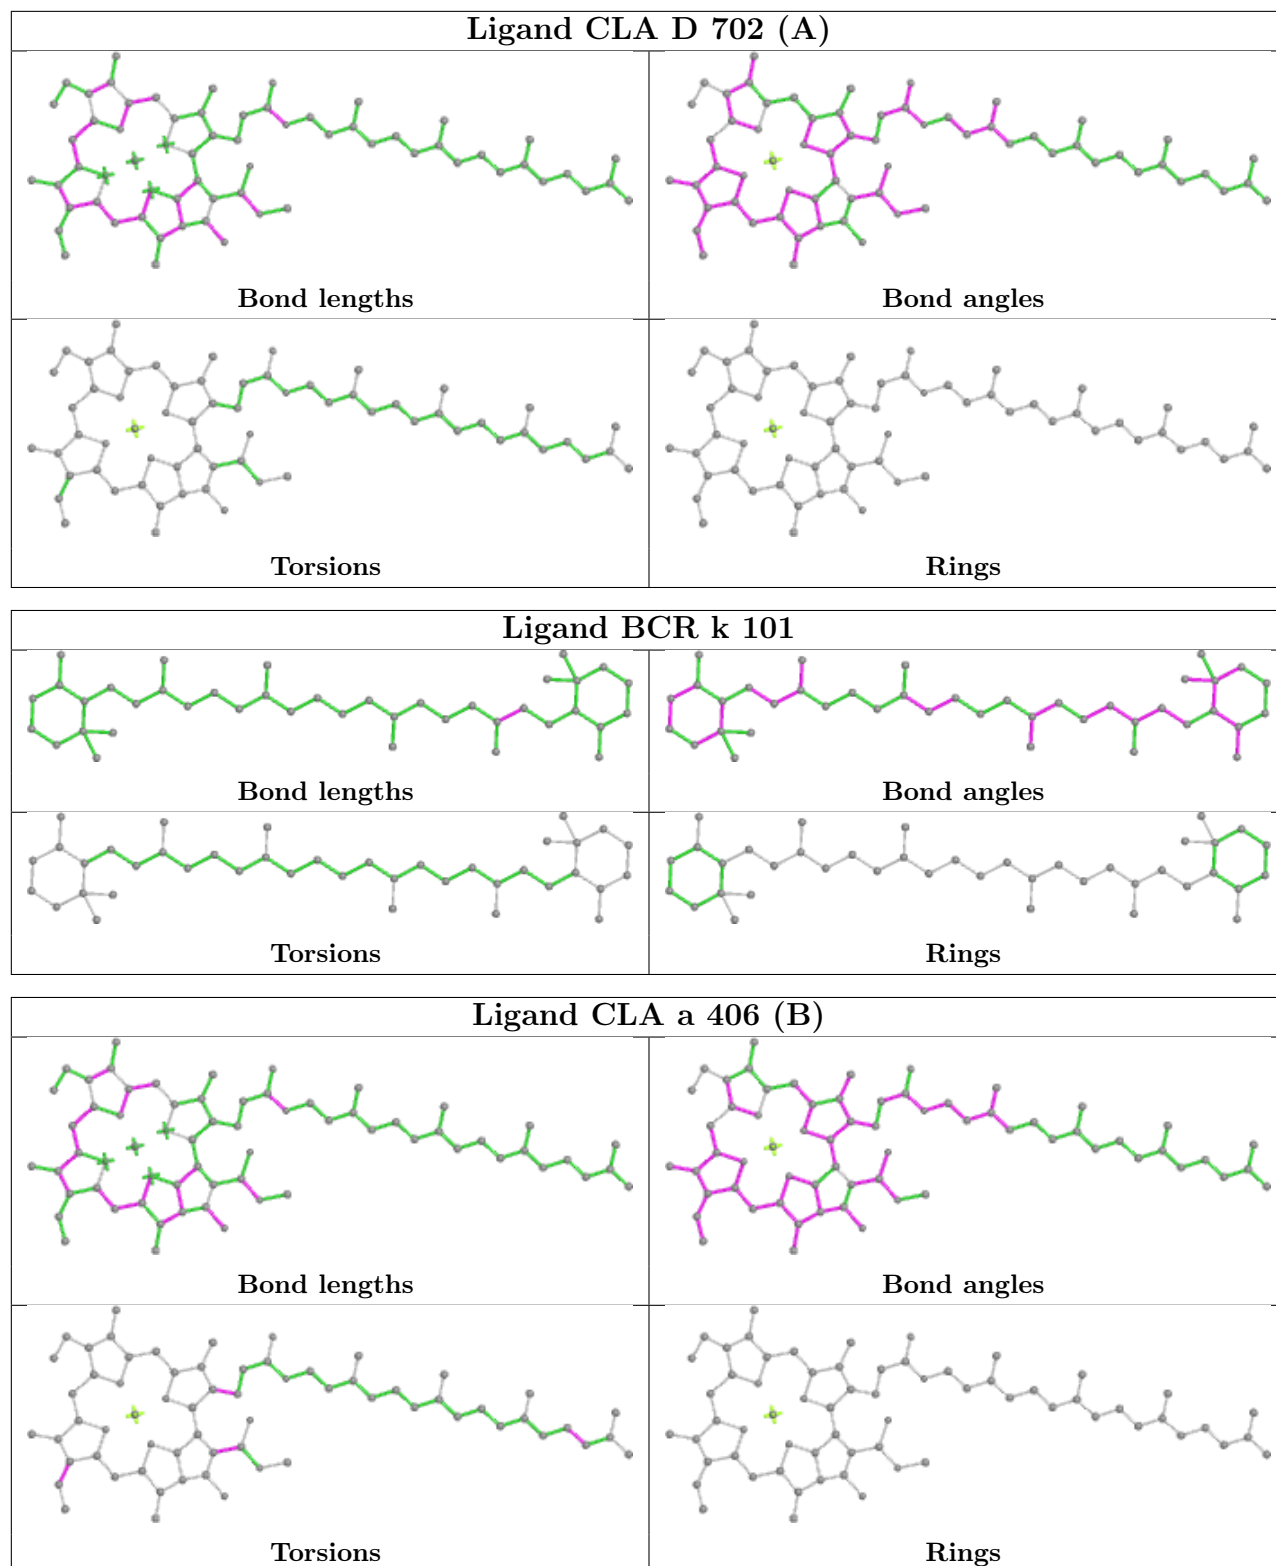 Ligand CLA D 702 (A)
Bond lengths
Bond angles
Torsions
Rings
Ligand BCR k 101
Bond lengths
Bond angles
Torsions
Rings
Ligand CLA a 406 (B)
Bond lengths
Bond angles
Torsions
Rings